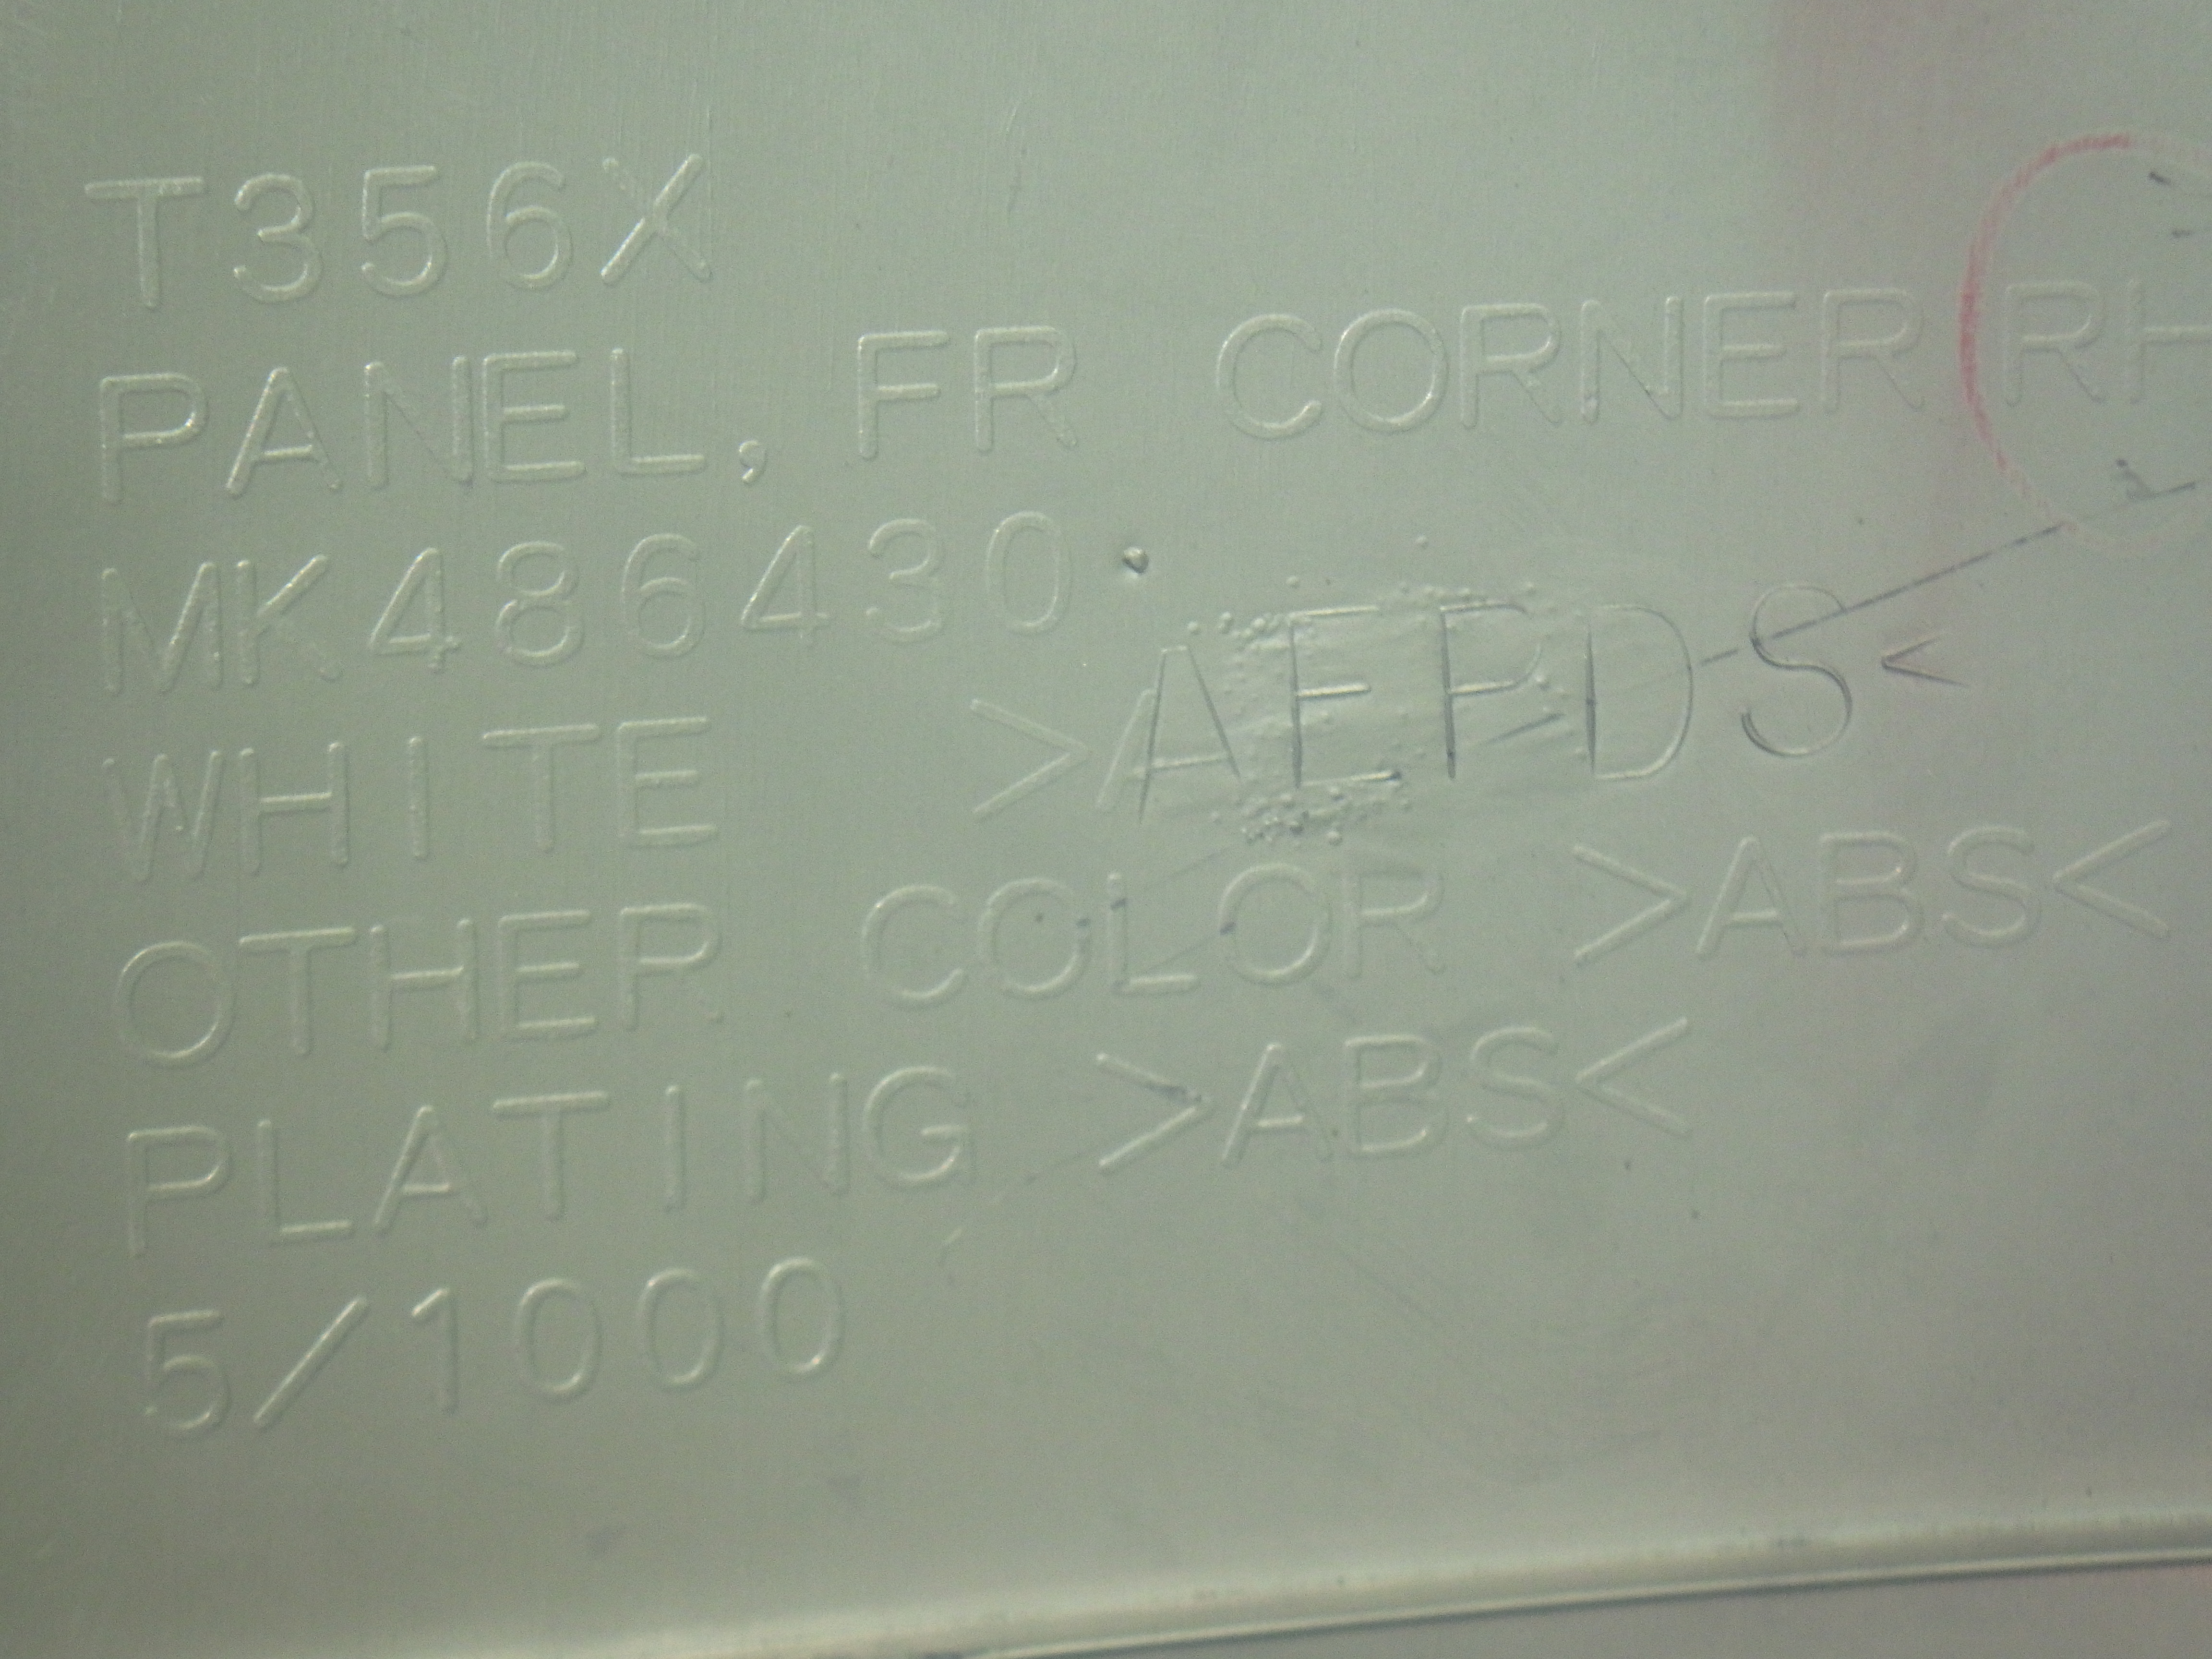 T356X
PANEL, FR CORNER RH
MK486430
WHITE >AEPDS<
OTHER COLOR >ABS<
PLATING >ABS<
5/1000